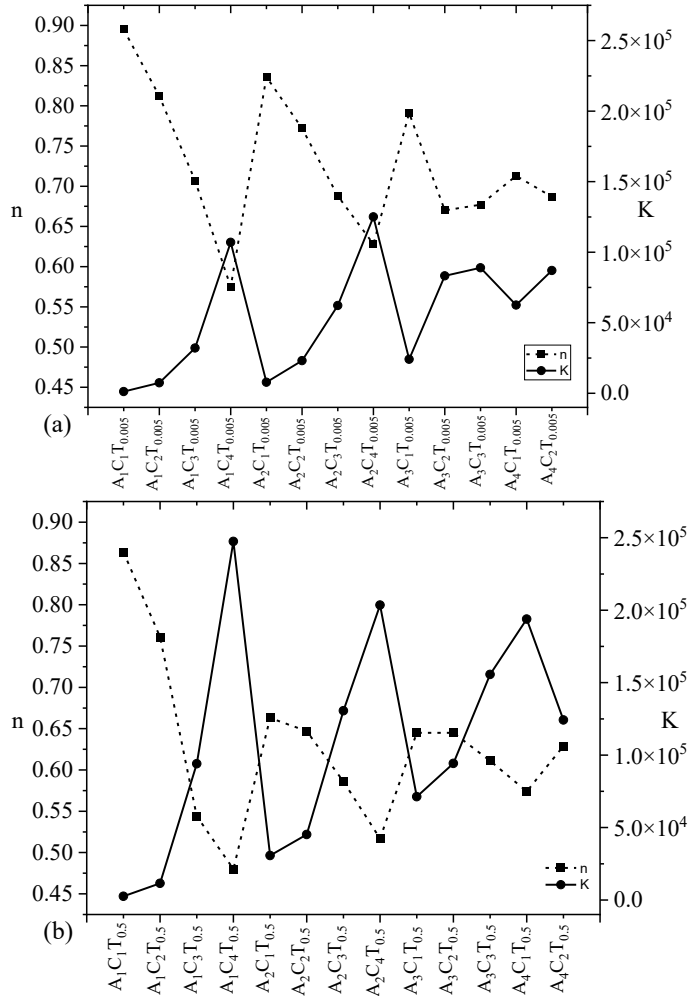 0.90
0.85
0.80
0.75
0.70
0.65
0.60
0.55
0.50
0.45
n
2.5×10⁵
2.0×10⁵
1.5×10⁵
1.0×10⁵
5.0×10⁴
0.0
K
n
K
(a)
A₁C₁T₀.₀₀₅
A₁C₂T₀.₀₀₅
A₁C₃T₀.₀₀₅
A₁C₄T₀.₀₀₅
A₂C₁T₀.₀₀₅
A₂C₂T₀.₀₀₅
A₂C₃T₀.₀₀₅
A₂C₄T₀.₀₀₅
A₃C₁T₀.₀₀₅
A₃C₂T₀.₀₀₅
A₃C₃T₀.₀₀₅
A₄C₁T₀.₀₀₅
A₄C₂T₀.₀₀₅
0.90
0.85
0.80
0.75
0.70
0.65
0.60
0.55
0.50
0.45
n
2.5×10⁵
2.0×10⁵
1.5×10⁵
1.0×10⁵
5.0×10⁴
0.0
K
n
K
(b)
A₁C₁T₀.₅
A₁C₂T₀.₅
A₁C₃T₀.₅
A₁C₄T₀.₅
A₂C₁T₀.₅
A₂C₂T₀.₅
A₂C₃T₀.₅
A₂C₄T₀.₅
A₃C₁T₀.₅
A₃C₂T₀.₅
A₃C₃T₀.₅
A₄C₁T₀.₅
A₄C₂T₀.₅